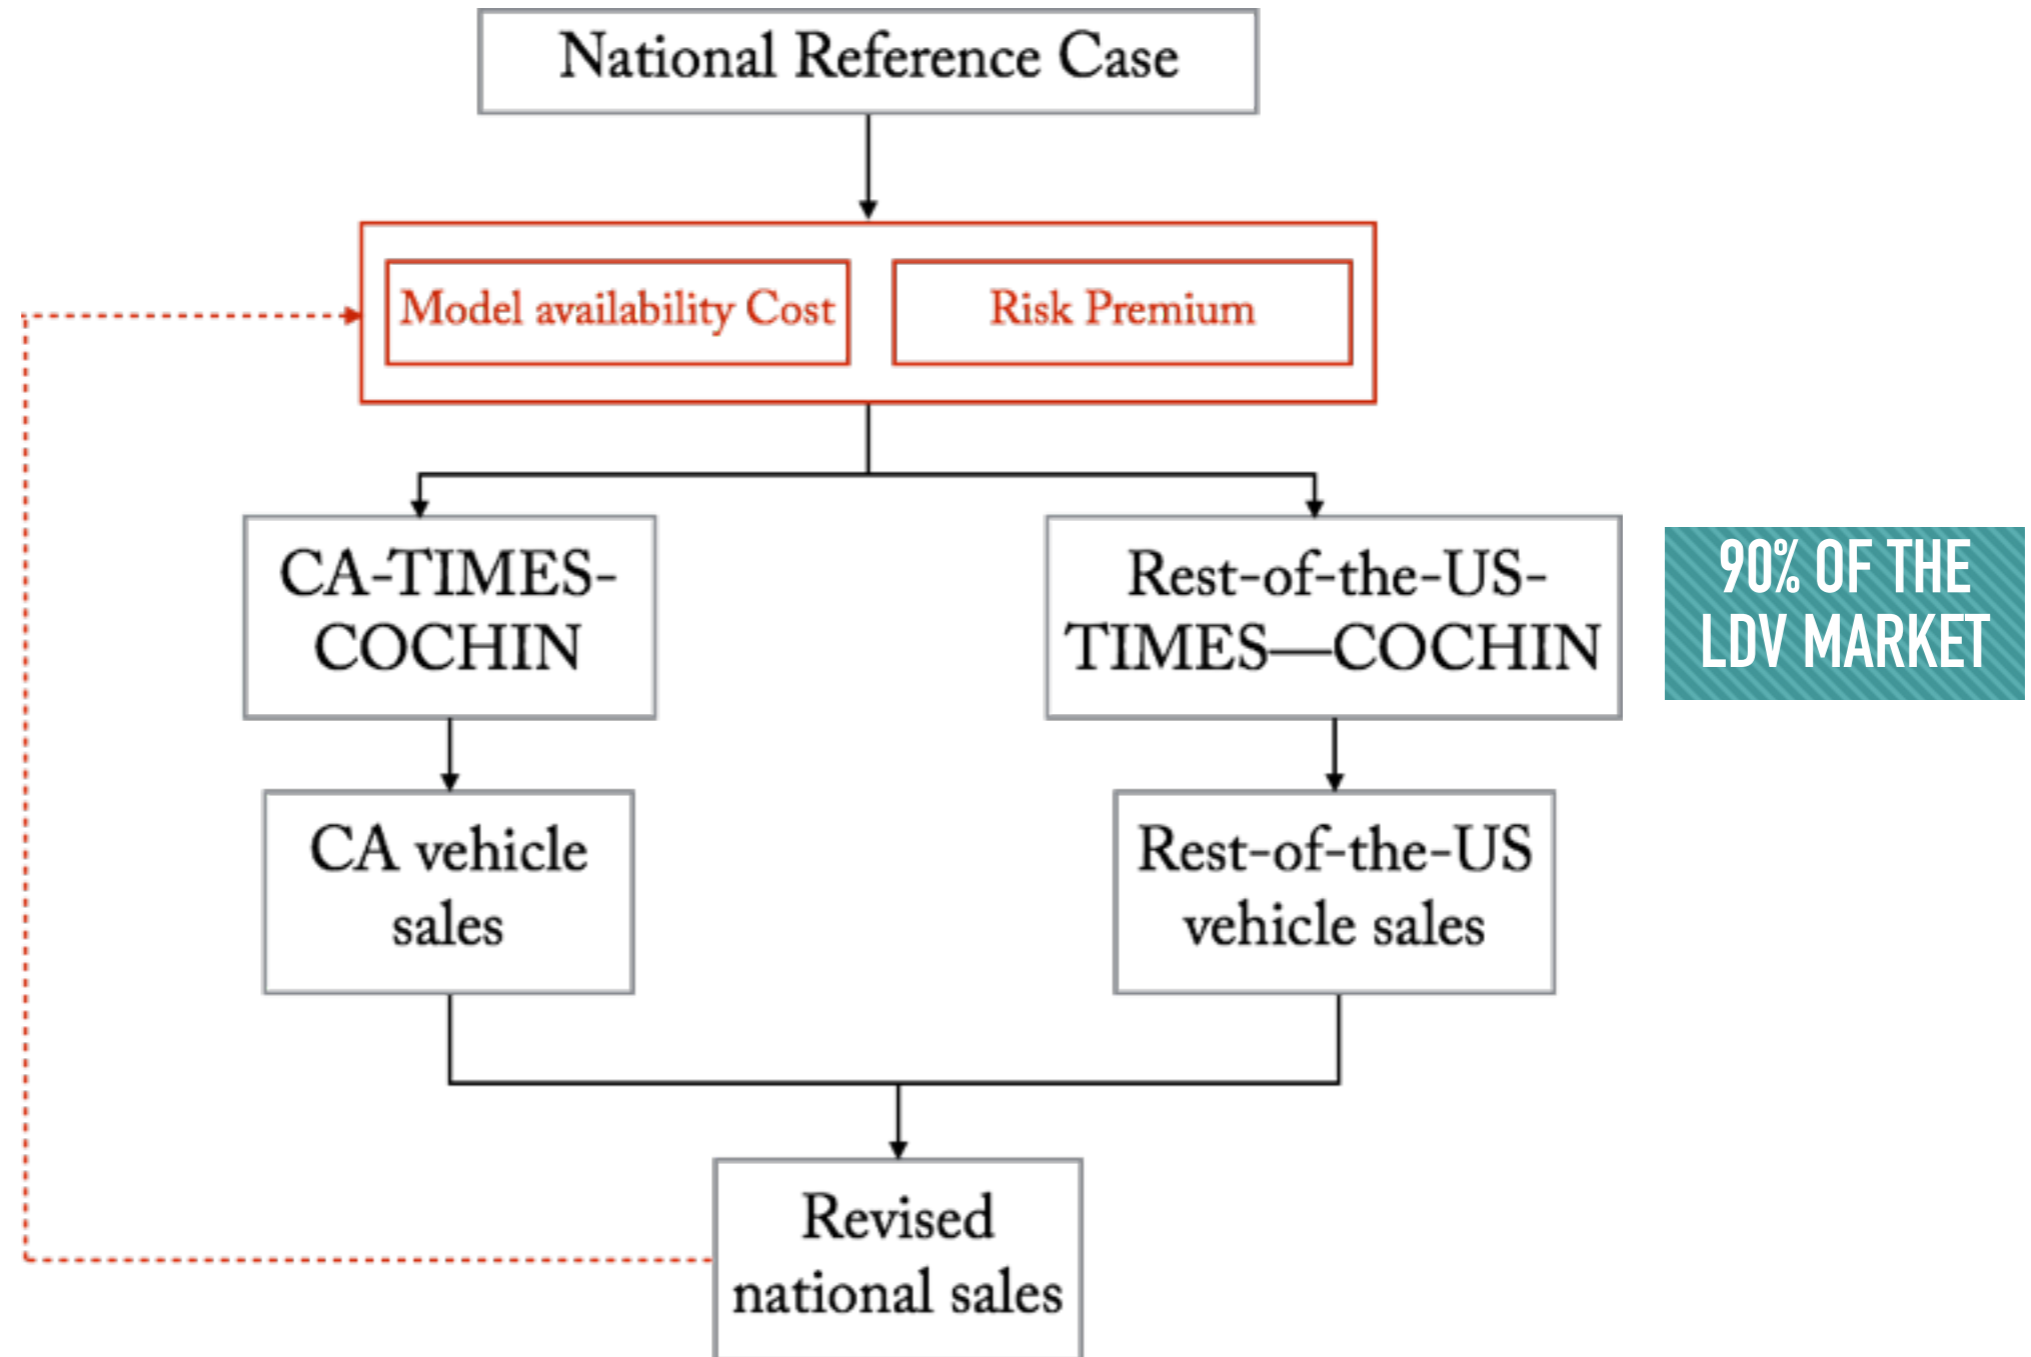 National Reference Case
Model availability Cost
Risk Premium
CA-TIMES-
COCHIN
Rest-of-the-US-
TIMES—COCHIN
90% OF THE
LDV MARKET
CA vehicle
sales
Rest-of-the-US
vehicle sales
Revised
national sales